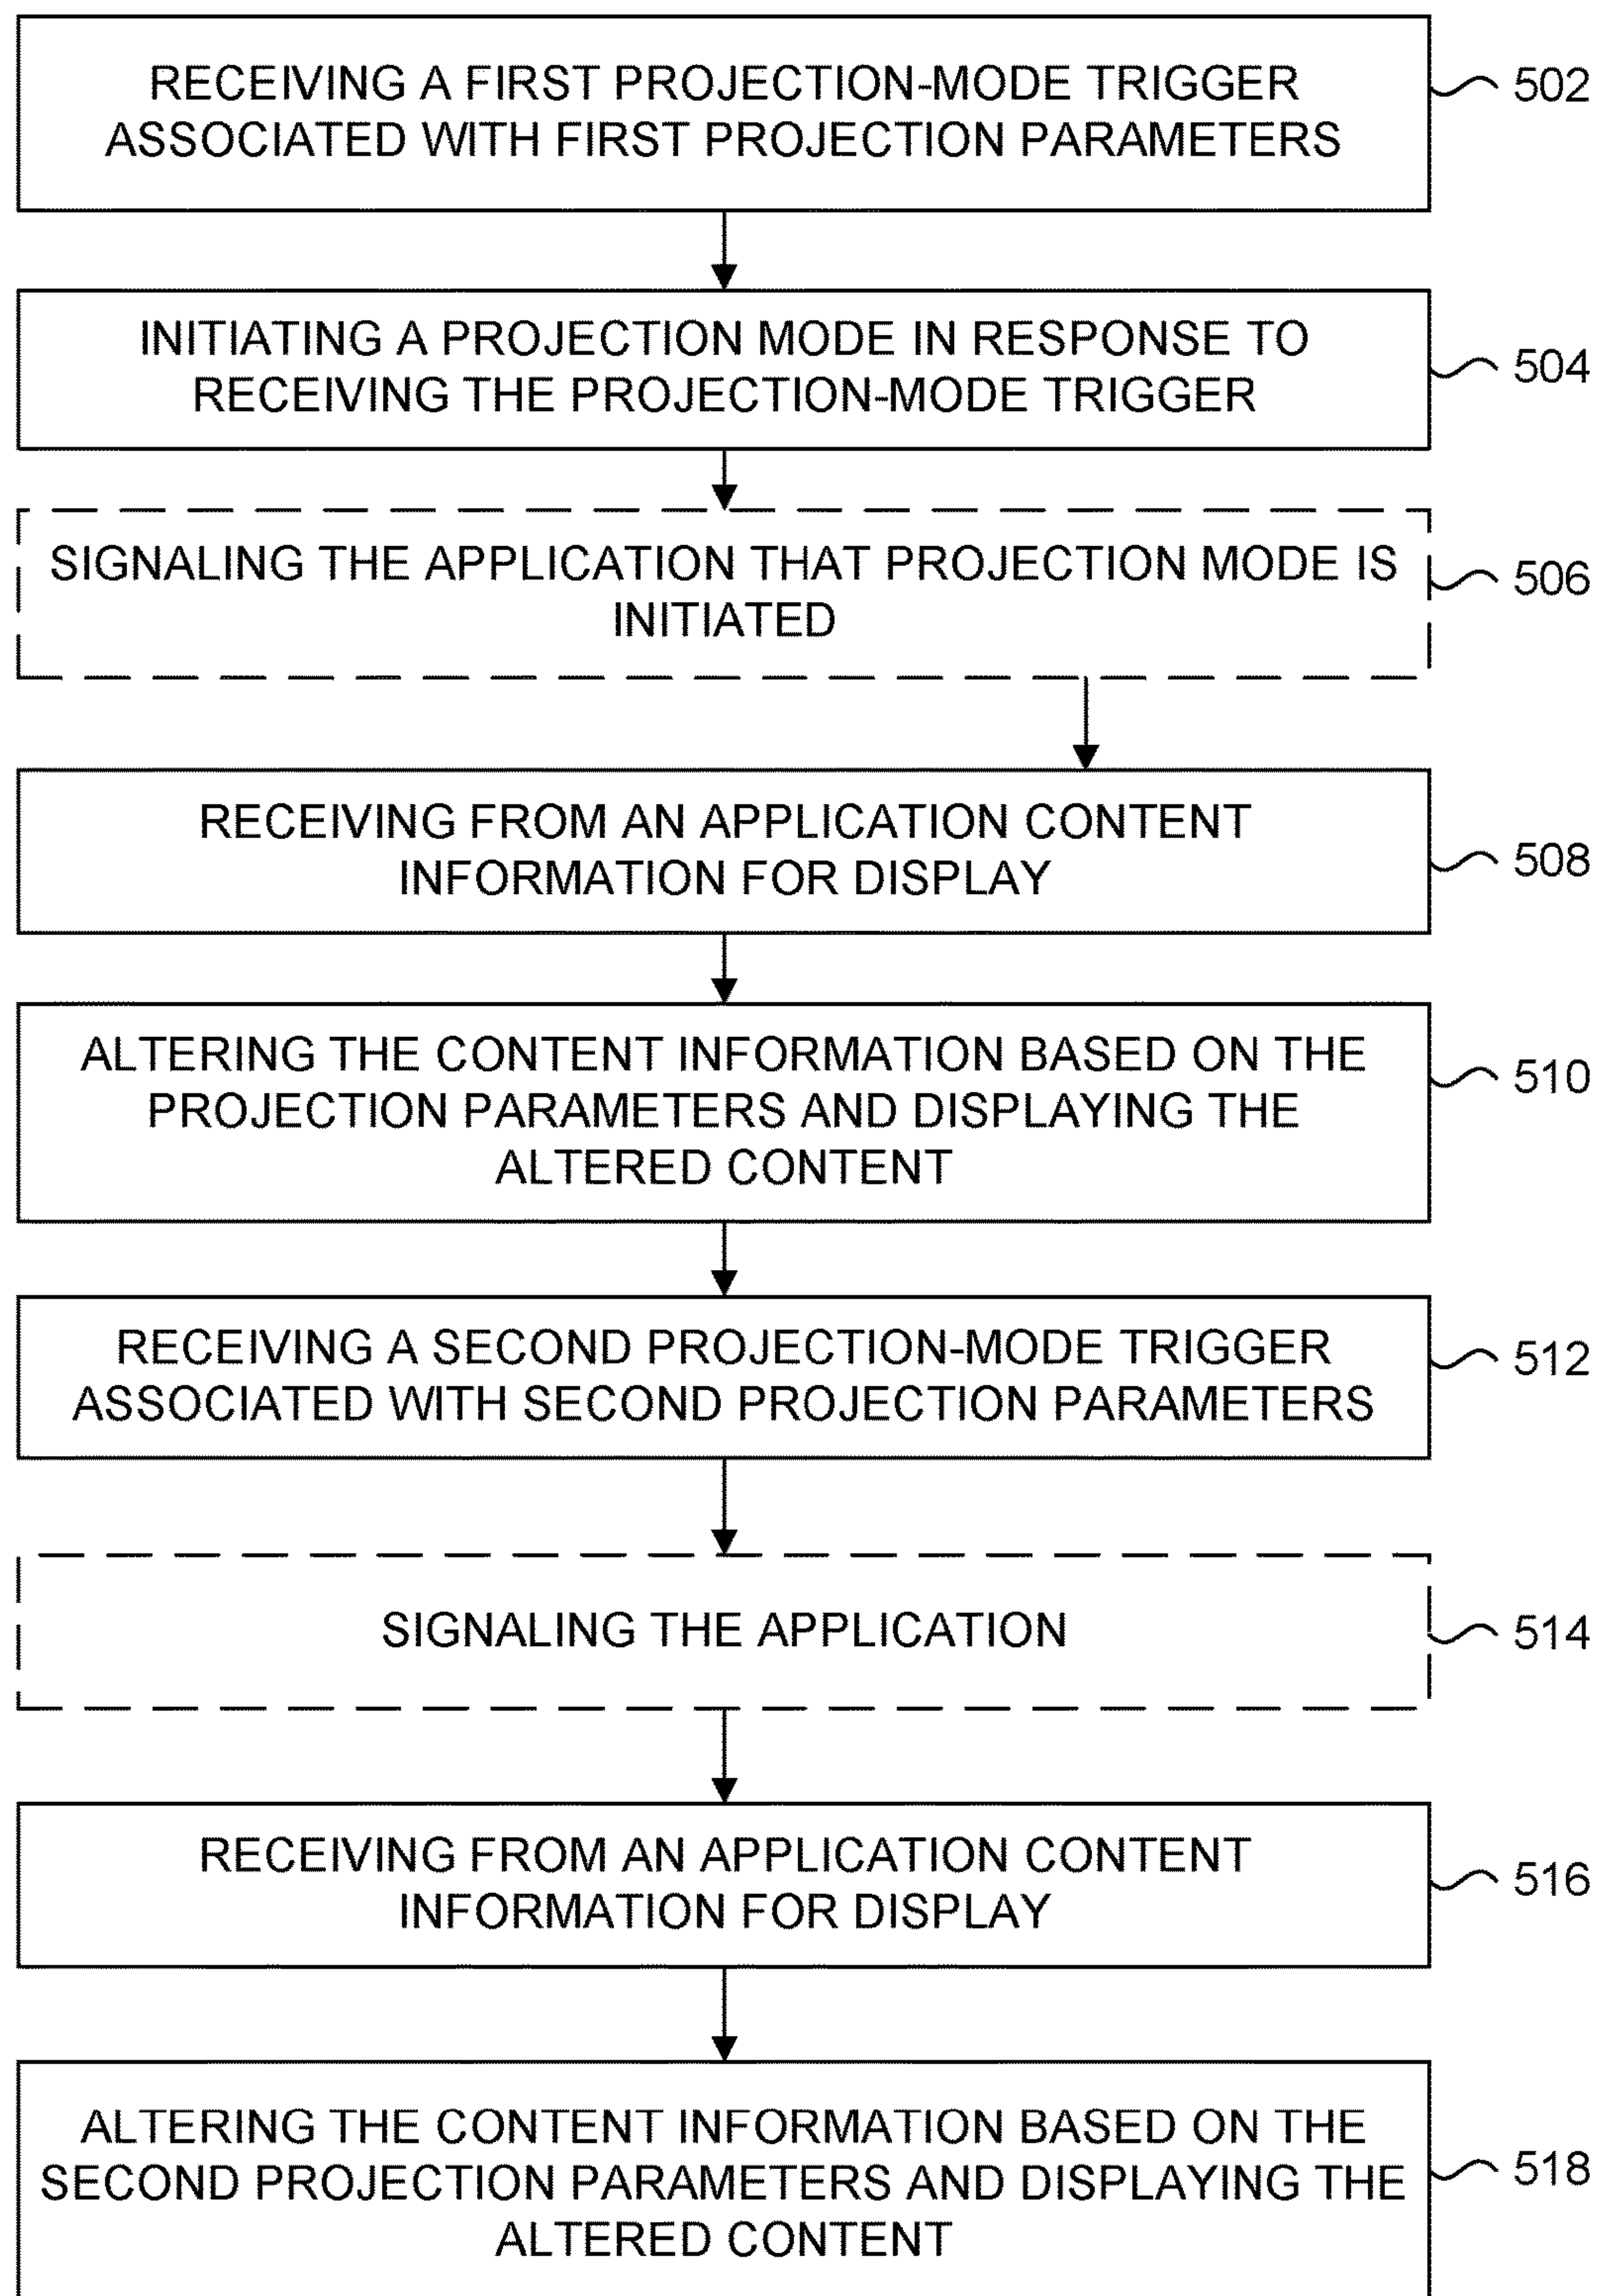 RECEIVING A FIRST PROJECTION-MODE TRIGGER
ASSOCIATED WITH FIRST PROJECTION PARAMETERS
502
INITIATING A PROJECTION MODE IN RESPONSE TO
RECEIVING THE PROJECTION-MODE TRIGGER
504
SIGNALING THE APPLICATION THAT PROJECTION MODE IS
INITIATED
506
RECEIVING FROM AN APPLICATION CONTENT
INFORMATION FOR DISPLAY
508
ALTERING THE CONTENT INFORMATION BASED ON THE
PROJECTION PARAMETERS AND DISPLAYING THE
ALTERED CONTENT
510
RECEIVING A SECOND PROJECTION-MODE TRIGGER
ASSOCIATED WITH SECOND PROJECTION PARAMETERS
512
SIGNALING THE APPLICATION
514
RECEIVING FROM AN APPLICATION CONTENT
INFORMATION FOR DISPLAY
516
ALTERING THE CONTENT INFORMATION BASED ON THE
SECOND PROJECTION PARAMETERS AND DISPLAYING THE
ALTERED CONTENT
518